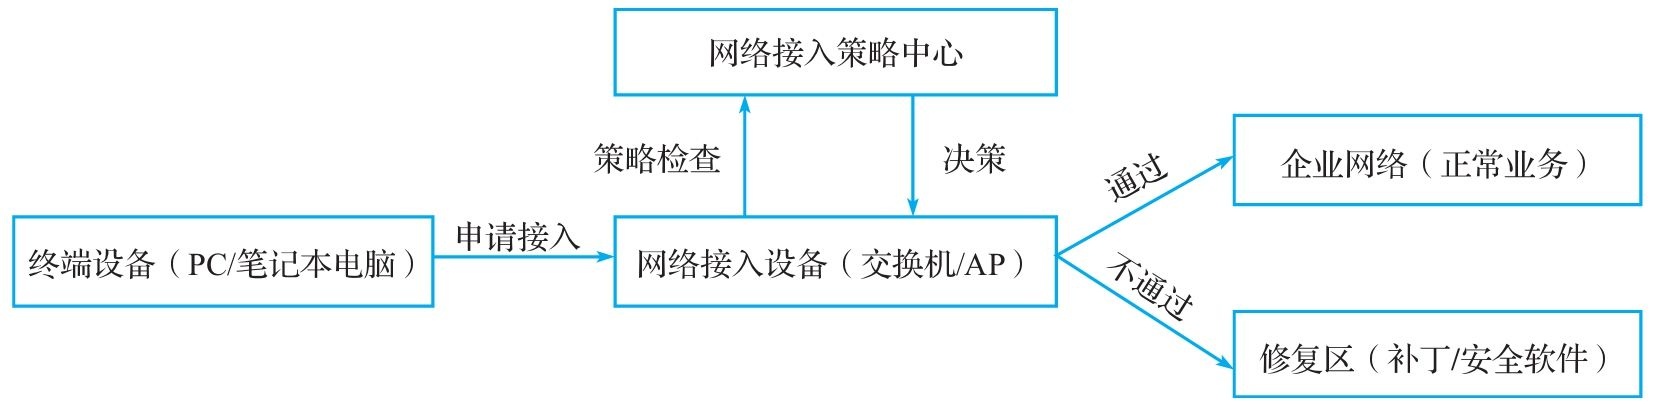 网络接入策略中心
策略检查
决策
通过
企业网络（正常业务）
申请接入
终端设备（PC/笔记本电脑）
网络接入设备（交换机/AP）
不通过
修复区（补丁/安全软件）